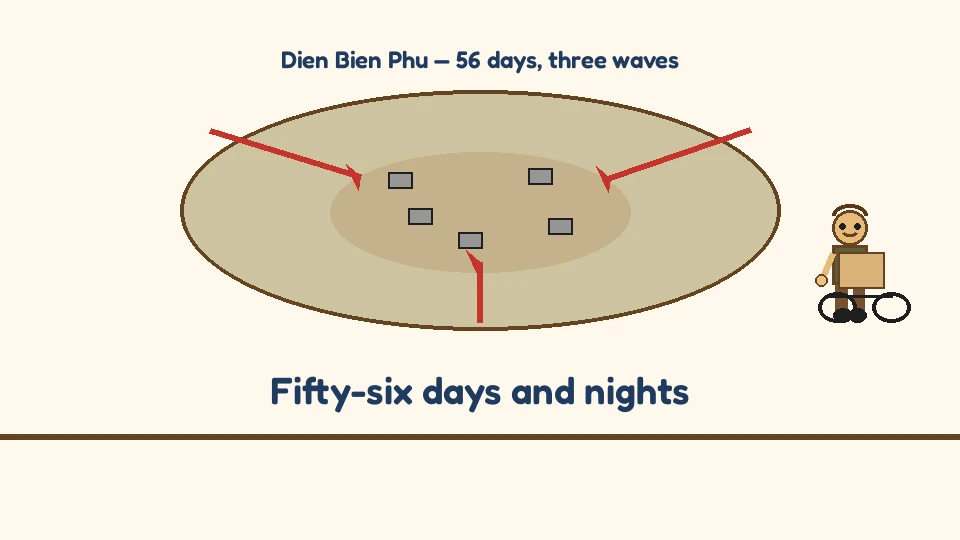 Dien Bien Phu — 56 days, three waves
Fifty-six days and nights